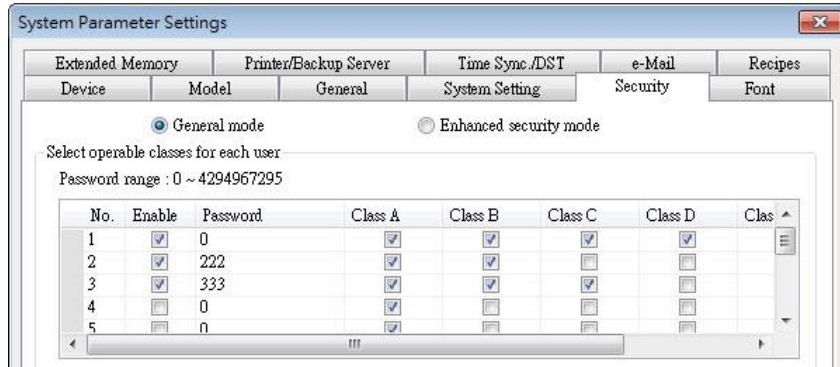 System Parameter Settings
Extended Memory Printer/Backup Server Time Sync./DST e-Mail Recipes
Device Model General System Setting Security Font
General mode Enhanced security mode
Select operable classes for each user
Password range : 0 ~ 4294967295
No. Enable Password Class A Class B Class C Class D Clas
1 0
2 222
3 333
4 0
5 0